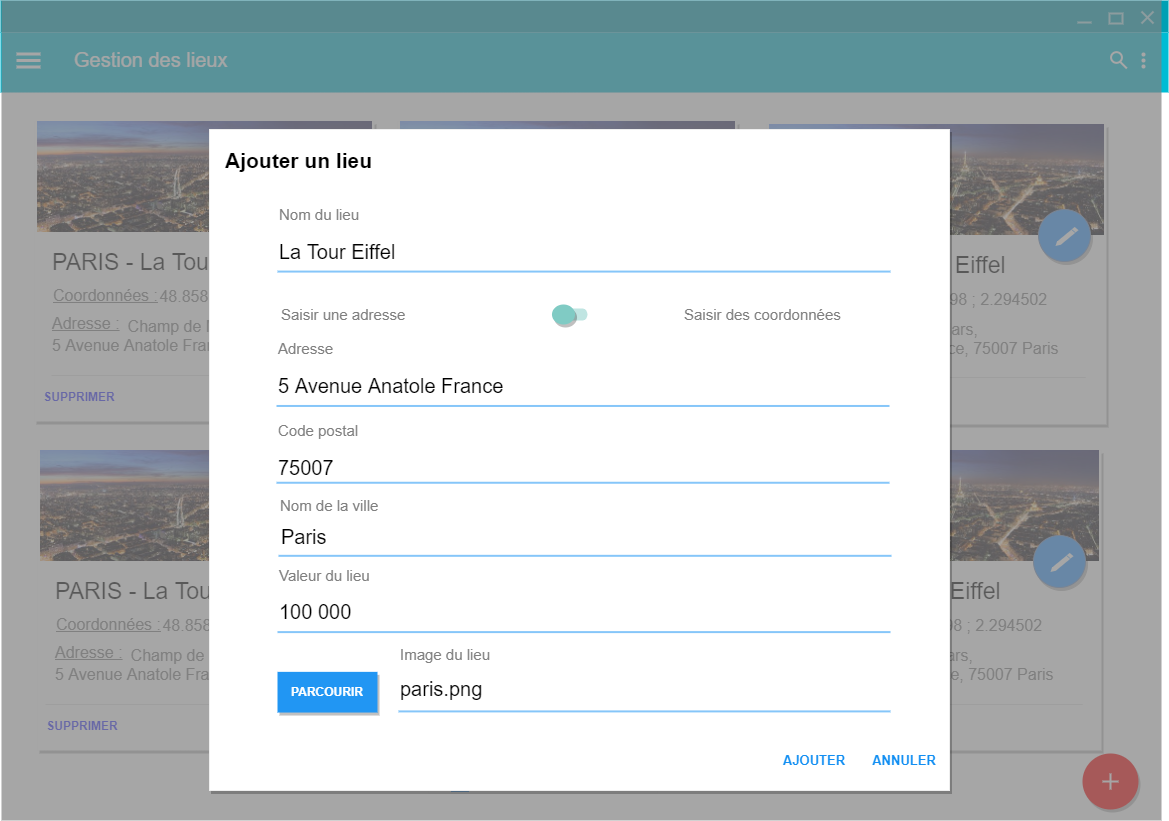 Gestion des lieux
Ajouter un lieu
Nom du lieu
La Tour Eiffel
Saisir une adresse
Saisir des coordonnées
Adresse
5 Avenue Anatole France
Code postal
75007
Nom de la ville
Paris
Valeur du lieu
100 000
Image du lieu
PARCOURIR
paris.png
AJOUTER
ANNULER
PARIS - La Tou
Coordonnées : 48.858
Adresse : Champ de
5 Avenue Anatole Fra
SUPPRIMER
Eiffel
98 ; 2.294502
ars,
ce, 75007 Paris
PARIS - La Tou
Coordonnées : 48.858
Adresse : Champ de
5 Avenue Anatole Fra
SUPPRIMER
Eiffel
98 ; 2.294502
ars,
ce, 75007 Paris